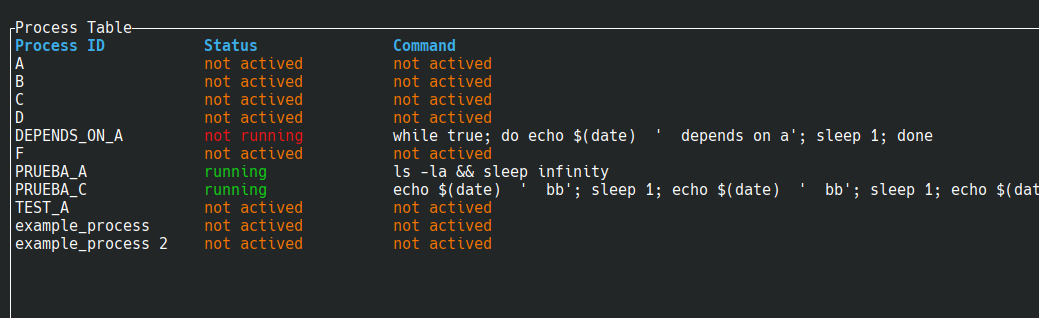 Process Table
Process ID Status Command
A not actived not actived
B not actived not actived
C not actived not actived
D not actived not actived
DEPENDS_ON_A not running while true; do echo $(date)  '  depends on a'; sleep 1; done
F not actived not actived
PRUEBA_A running ls -la && sleep infinity
PRUEBA_C running echo $(date)  '  bb'; sleep 1; echo $(date)  '  bb'; sleep 1; echo $(dat
TEST_A not actived not actived
example_process not actived not actived
example_process 2 not actived not actived